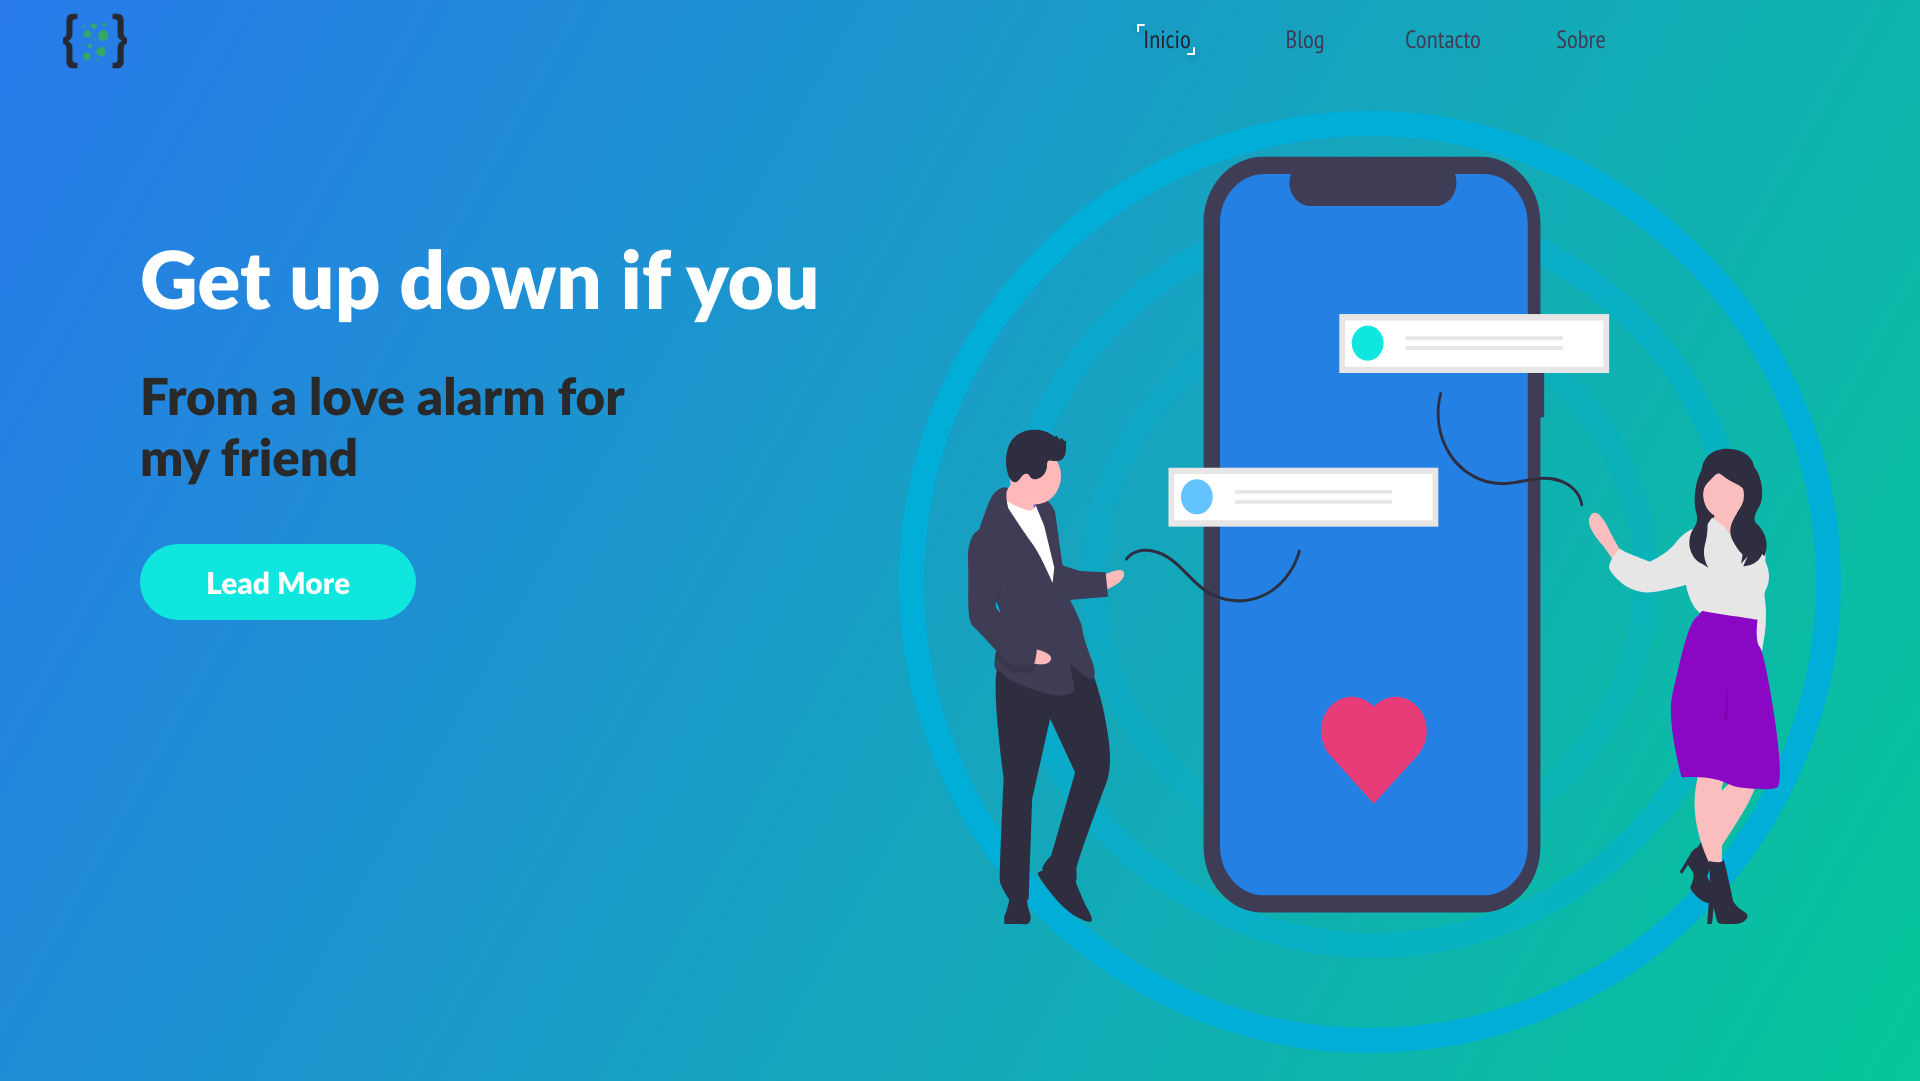 Inicio
Blog
Contacto
Sobre
Get up down if you
From a love alarm for
my friend
Lead More